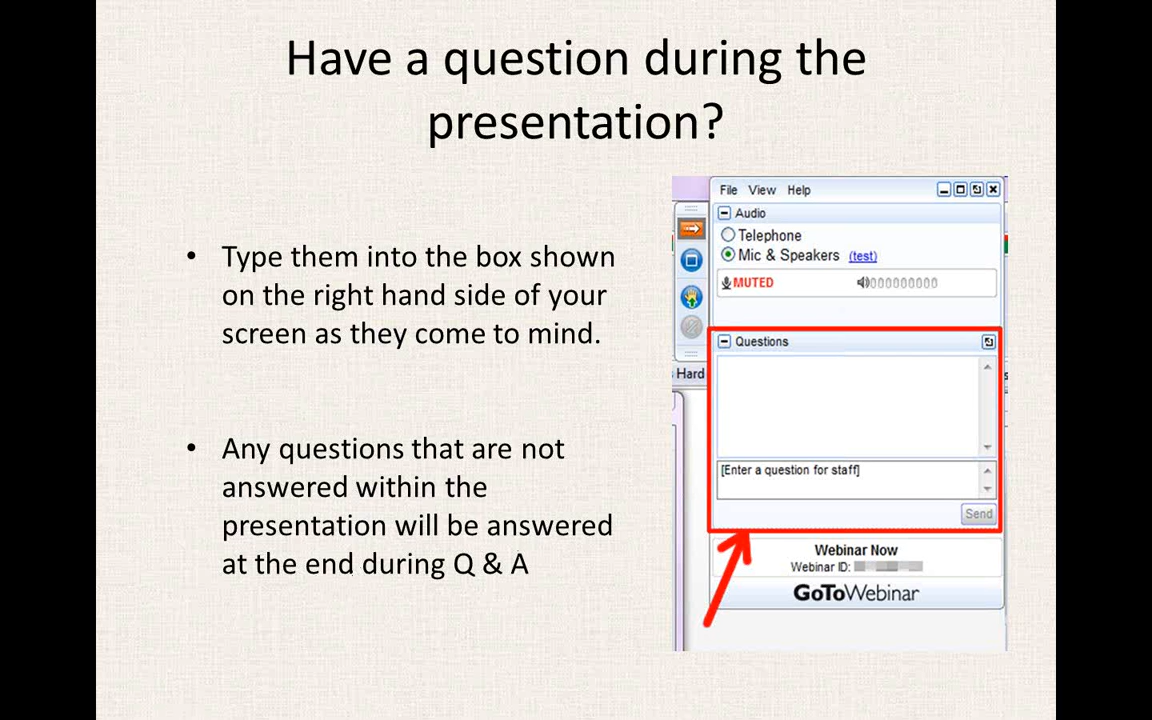 Have a question during the
presentation?
• Type them into the box shown
on the right hand side of your
screen as they come to mind.
• Any questions that are not
answered within the
presentation will be answered
at the end during Q & A
File View Help
Audio
Telephone
Mic & Speakers (test)
MUTED 000000000
Questions
Hard
[Enter a question for staff]
Send
Webinar Now
Webinar ID:
GoToWebinar